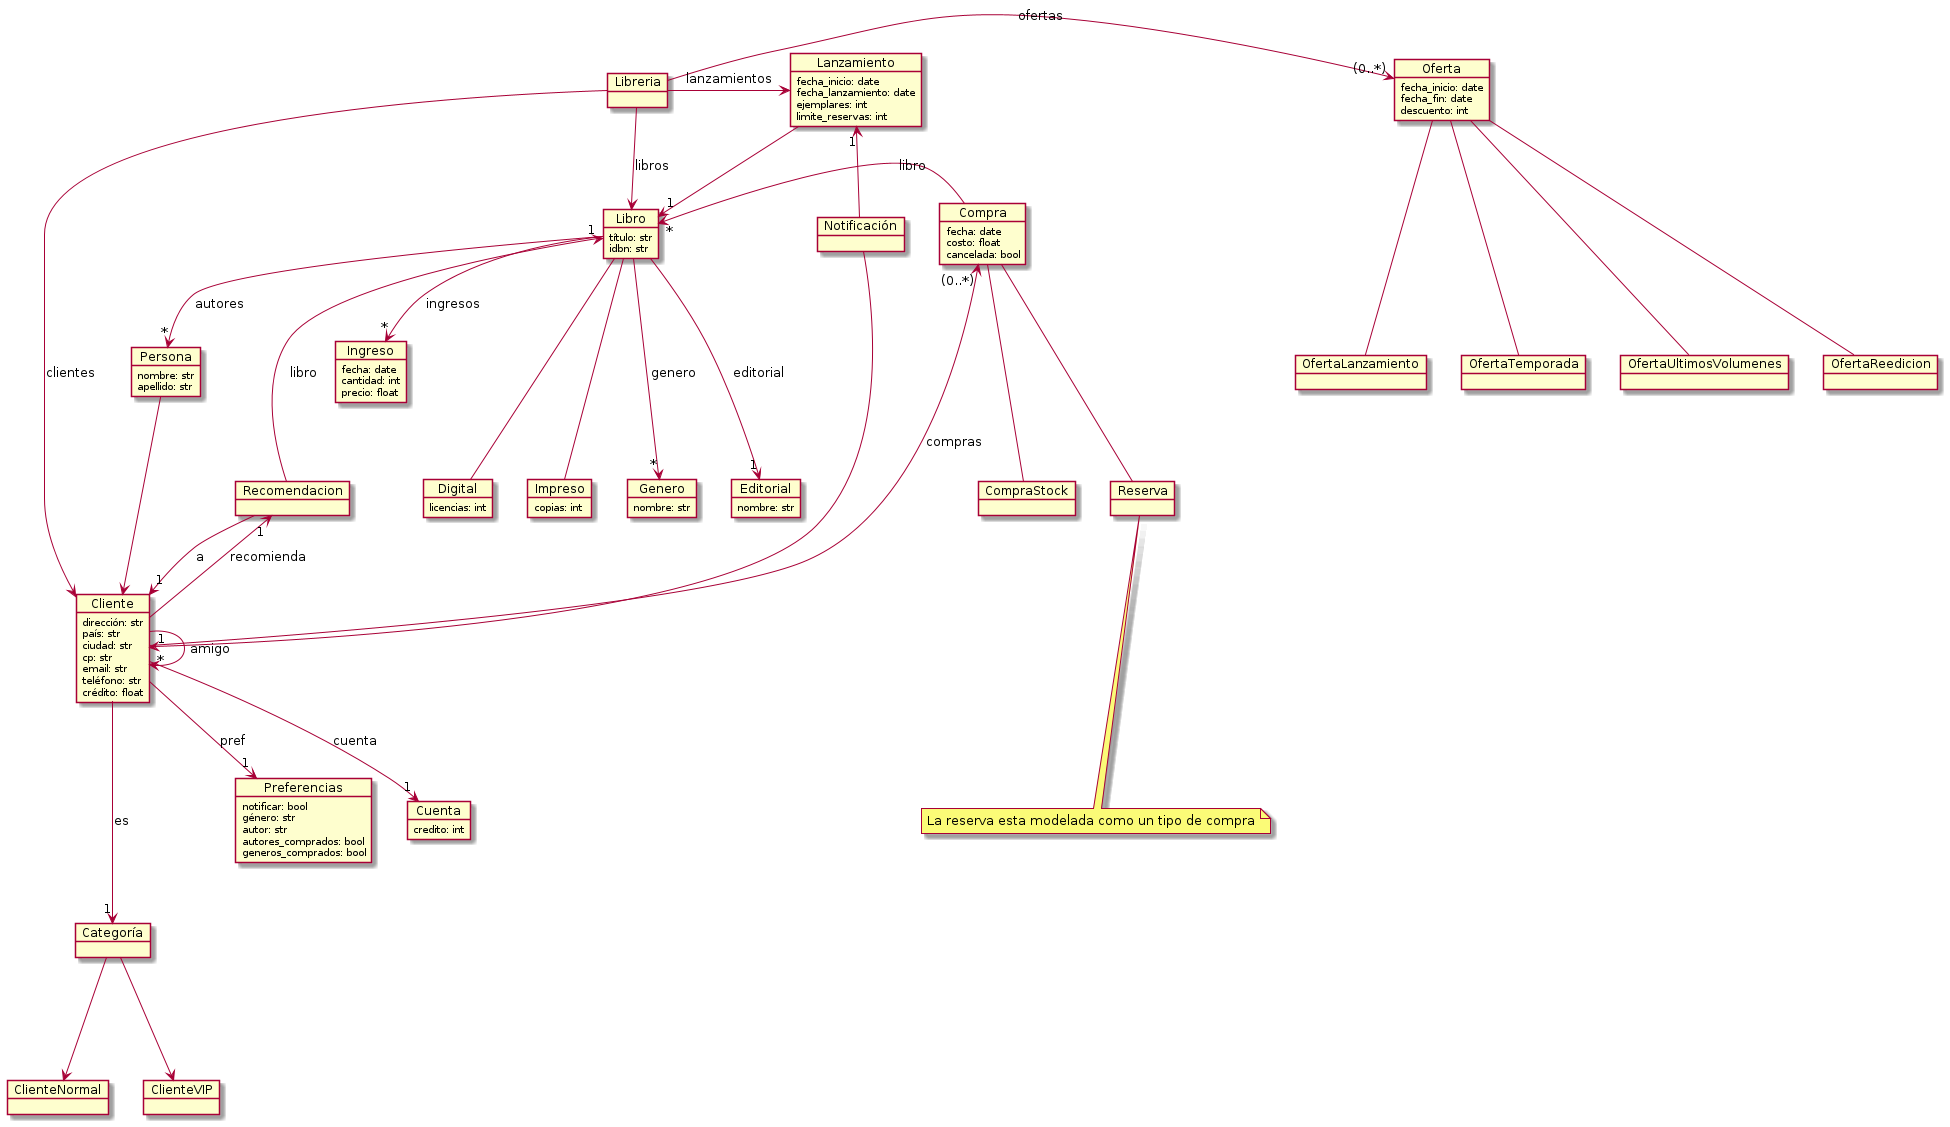 ofertas
(0..*)
Libreria
lanzamientos
Lanzamiento
fecha_inicio: date
fecha_lanzamiento: date
ejemplares: int
limite_reservas: int
Oferta
fecha_inicio: date
fecha_fin: date
descuento: int
1
libros
libro
1
*
Libro
título: str
idbn: str
1
Notificación
Compra
fecha: date
costo: float
cancelada: bool
(0..*)
autores
ingresos
*
*
Persona
nombre: str
apellido: str
Ingreso
fecha: date
cantidad: int
precio: float
clientes
libro
genero
editorial
OfertaLanzamiento
OfertaTemporada
OfertaUltimosVolumenes
OfertaReedicion
compras
*
1
Recomendacion
Digital
licencias: int
Impreso
copias: int
Genero
nombre: str
Editorial
nombre: str
CompraStock
Reserva
1
a
recomienda
1
Cliente
dirección: str
país: str
ciudad: str
cp: str
email: str
teléfono: str
crédito: float
1
amigo
*
pref
cuenta
1
1
Preferencias
notificar: bool
género: str
autor: str
autores_comprados: bool
generos_comprados: bool
Cuenta
credito: int
La reserva esta modelada como un tipo de compra
es
1
Categoría
ClienteNormal
ClienteVIP